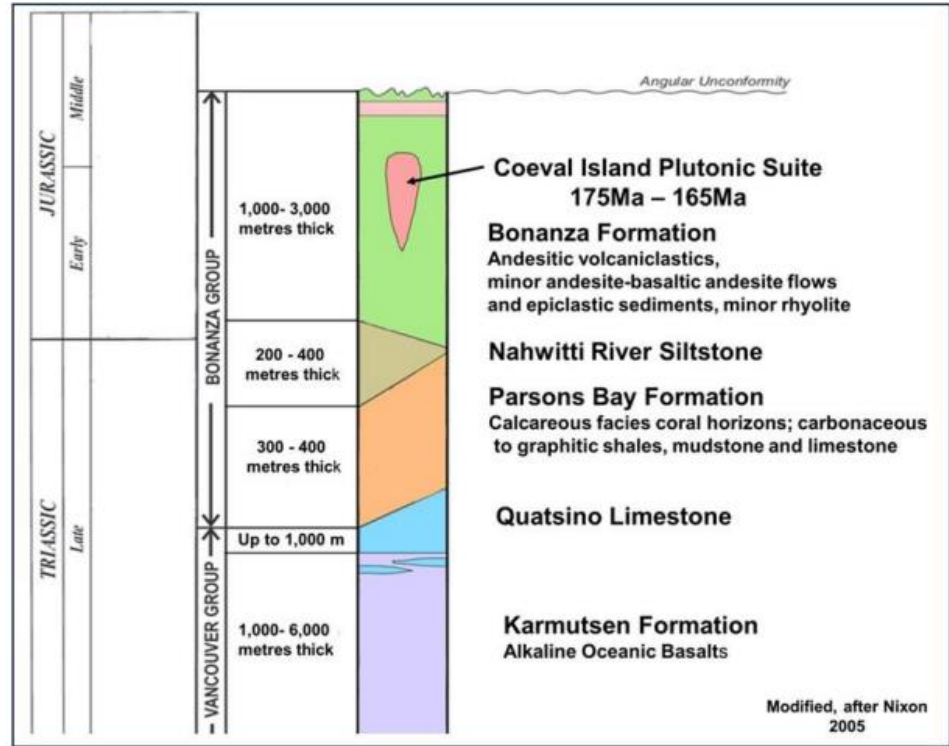 JURASSIC
Middle
Early
TRIASSIC
Late
BONANZA GROUP
VANCOUVER GROUP
1,000- 3,000
metres thick
200 - 400
metres thick
300 - 400
metres thick
Up to 1,000 m
1,000- 6,000
metres thick
Angular Unconformity
Coeval Island Plutonic Suite
175Ma – 165Ma
Bonanza Formation
Andesitic volcaniclastics,
minor andesite-basaltic andesite flows
and epiclastic sediments, minor rhyolite
Nahwitti River Siltstone
Parsons Bay Formation
Calcareous facies coral horizons; carbonaceous
to graphitic shales, mudstone and limestone
Quatsino Limestone
Karmutsen Formation
Alkaline Oceanic Basalts
Modified, after Nixon
2005